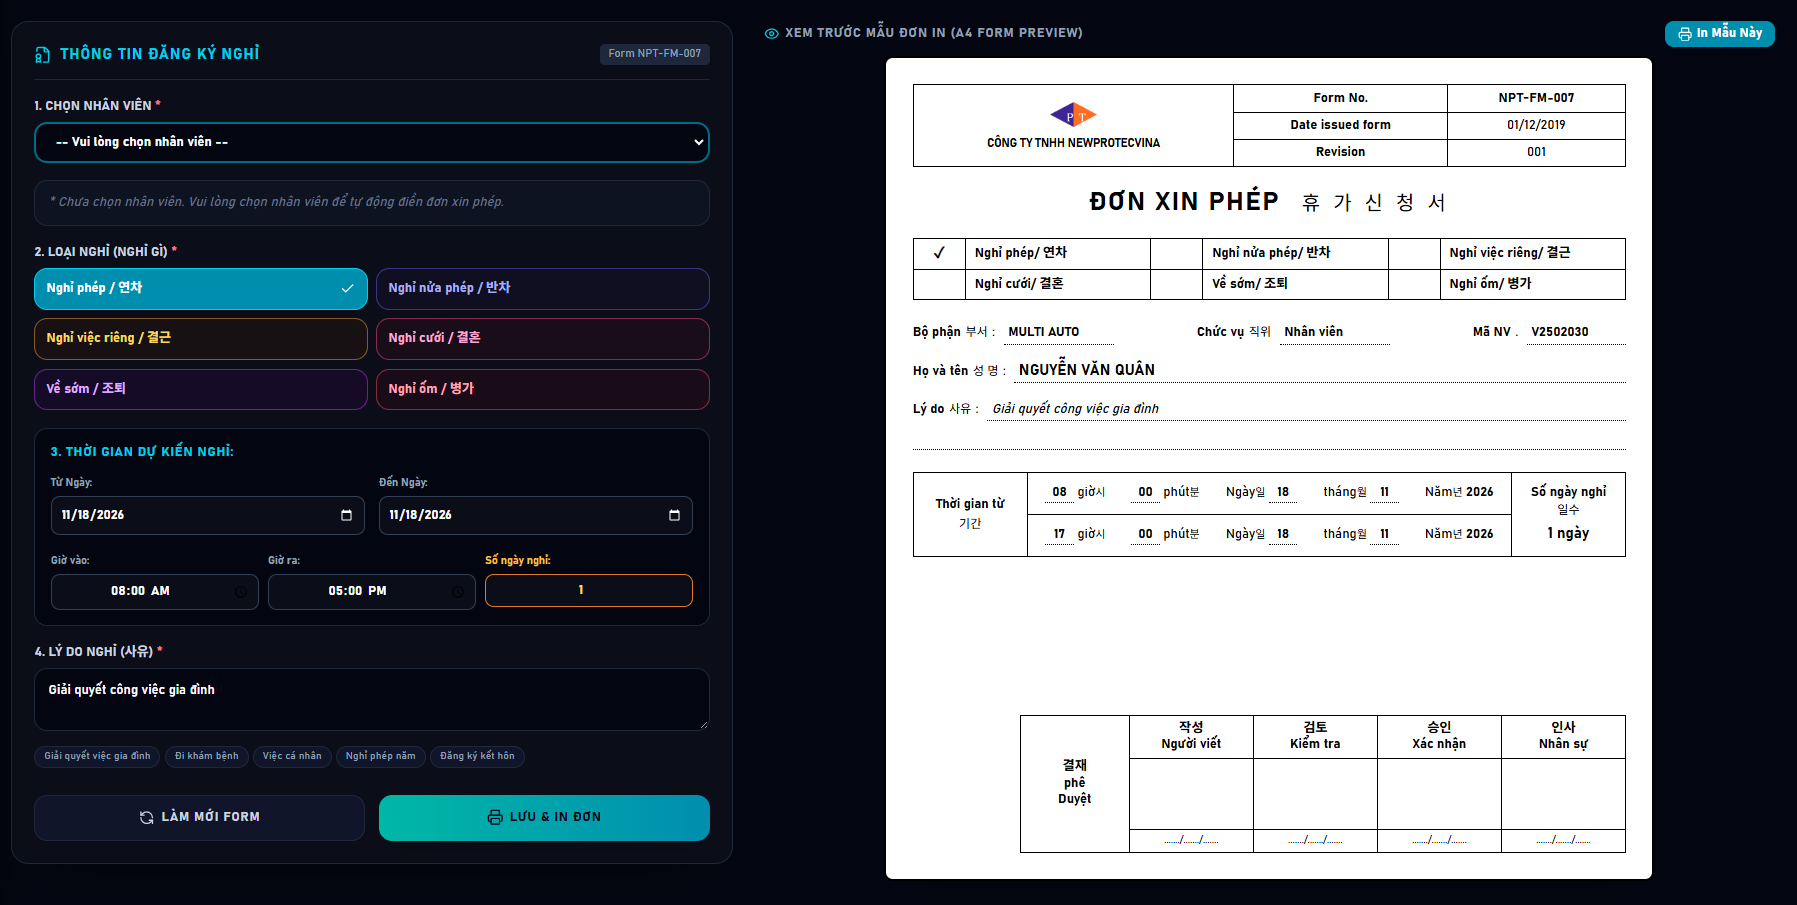 THÔNG TIN ĐĂNG KÝ NGHỈ
Form NPT-FM-007
1. CHỌN NHÂN VIÊN *
-- Vui lòng chọn nhân viên --
* Chưa chọn nhân viên. Vui lòng chọn nhân viên để tự động điền đơn xin phép.
2. LOẠI NGHỈ (NGHỈ GÌ) *
Nghỉ phép / 연차
Nghỉ nửa phép / 반차
Nghỉ việc riêng / 결근
Nghỉ cưới / 결혼
Về sớm / 조퇴
Nghỉ ốm / 병가
3. THỜI GIAN DỰ KIẾN NGHỈ:
Từ Ngày:
Đến Ngày:
11/18/2026
11/18/2026
Giờ vào:
Giờ ra:
Số ngày nghỉ:
08:00 AM
05:00 PM
1
4. LÝ DO NGHỈ (사유) *
Giải quyết công việc gia đình
Giải quyết việc gia đình
Đi khám bệnh
Việc cá nhân
Nghỉ phép năm
Đăng ký kết hôn
LÀM MỚI FORM
LƯU & IN ĐƠN
XEM TRƯỚC MẪU ĐƠN IN (A4 FORM PREVIEW)
In Mẫu Này
P T
CÔNG TY TNHH NEWPROTECVINA
Form No.
NPT-FM-007
Date issued form
01/12/2019
Revision
001
ĐƠN XIN PHÉP 휴 가 신 청 서
✓ Nghỉ phép/ 연차
Nghỉ nửa phép/ 반차
Nghỉ việc riêng/ 결근
Nghỉ cưới/ 결혼
Về sớm/ 조퇴
Nghỉ ốm/ 병가
Bộ phận 부서 : MULTI AUTO
Chức vụ 직위 Nhân viên
Mã NV . V2502030
Họ và tên 성 명 : NGUYỄN VĂN QUÂN
Lý do 사유 : Giải quyết công việc gia đình
Thời gian từ
기간
08 giờ시 00 phút분 Ngày일 18 tháng월 11 Năm년 2026
17 giờ시 00 phút분 Ngày일 18 tháng월 11 Năm년 2026
Số ngày nghỉ
일수
1 ngày
결재
phê
Duyệt
작성
Người viết
검토
Kiểm tra
승인
Xác nhận
인사
Nhân sự
......./......./.......
......./......./.......
......./......./.......
......./......./.......